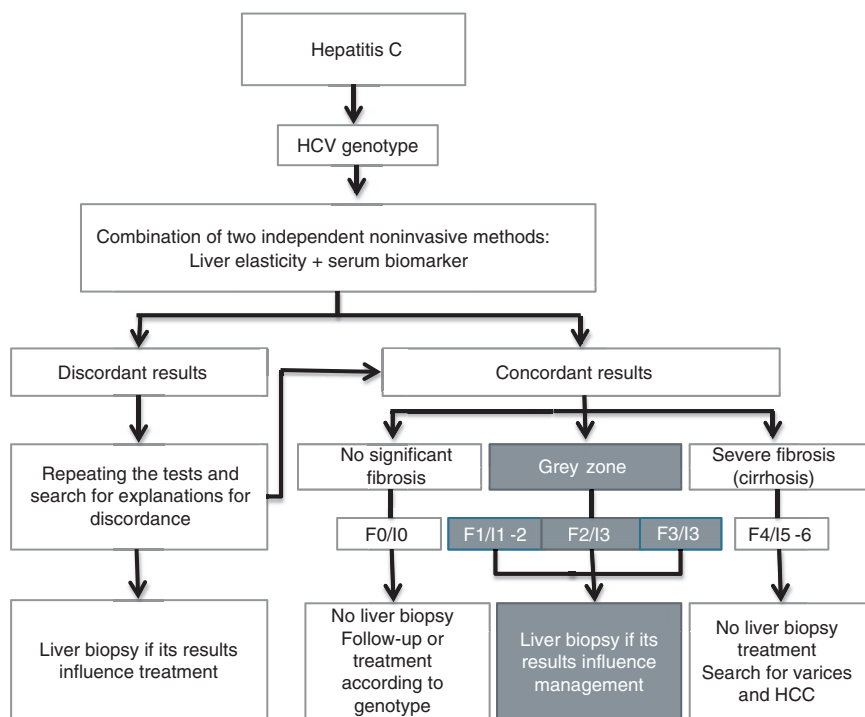 Hepatitis C
HCV genotype
Combination of two independent noninvasive methods:
Liver elasticity + serum biomarker
Discordant results
Concordant results
Repeating the tests and
search for explanations for
discordance
No significant
fibrosis
Grey zone
Severe fibrosis
(cirrhosis)
F0/I0
F1/I1 -2
F2/I3
F3/I3
F4/I5 -6
Liver biopsy if its results
influence treatment
No liver biopsy
Follow-up or
treatment
according to
genotype
Liver biopsy if its
results influence
management
No liver biopsy
treatment
Search for varices
and HCC